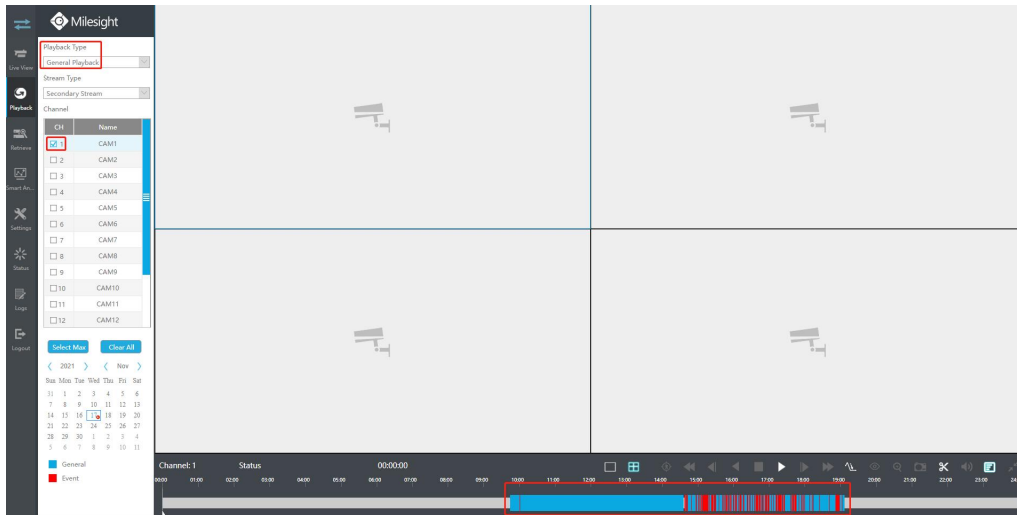 Milesight
Live View
Playback
Retrieve
Smart An...
Settings
Status
Logs
Logout
Playback Type
General Playback
Stream Type
Secondary Stream
Channel
CH Name
1 CAM1
2 CAM2
3 CAM3
4 CAM4
5 CAM5
6 CAM6
7 CAM7
8 CAM8
9 CAM9
10 CAM10
11 CAM11
12 CAM12
Select Max Clear All
2021 Nov
Sun Mon Tue Wed Thu Fri Sat
31 1 2 3 4 5 6
7 8 9 10 11 12 13
14 15 16 17 18 19 20
21 22 23 24 25 26 27
28 29 30 1 2 3 4
5 6 7 8 9 10 11
General
Event
Channel: 1 Status 00:00:00
00:00 01:00 02:00 03:00 04:00 05:00 06:00 07:00 08:00 09:00 10:00 11:00 12:00 13:00 14:00 15:00 16:00 17:00 18:00 19:00 20:00 21:00 22:00 23:00 24